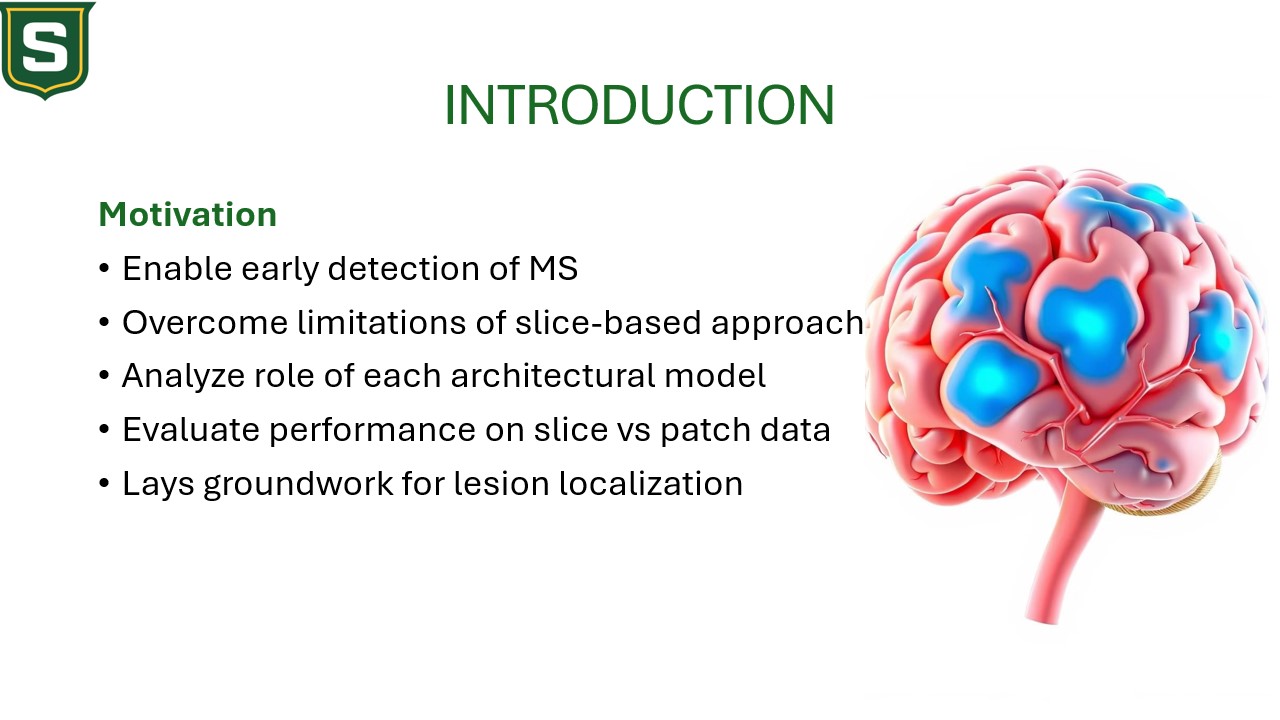 S
INTRODUCTION
Motivation
• Enable early detection of MS
• Overcome limitations of slice-based approach
• Analyze role of each architectural model
• Evaluate performance on slice vs patch data
• Lays groundwork for lesion localization